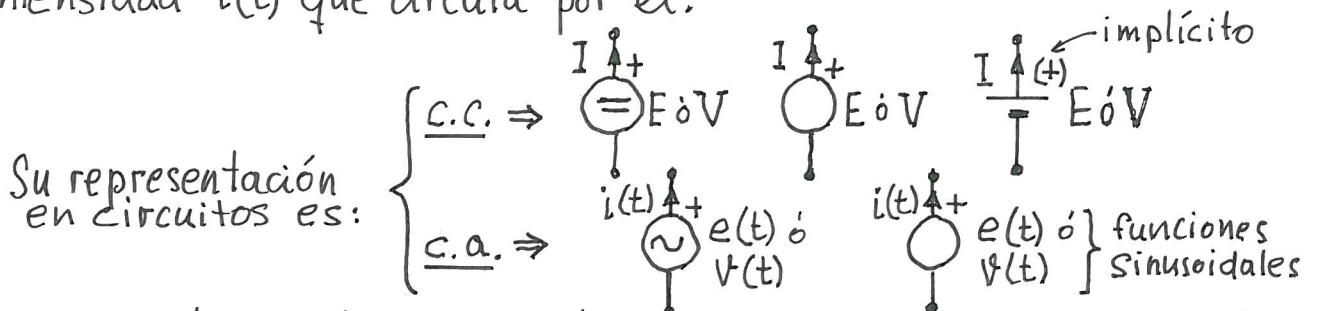 intensidad i(t) que circula por él.
implícito
I + I + I (+)
c.c. ⇒ = E ó V E ó V E ó V
Su representación
en circuitos es:
i(t) + i(t) +
c.a. ⇒ ~ e(t) ó e(t) ó } funciones
v(t) v(t) sinusoidales